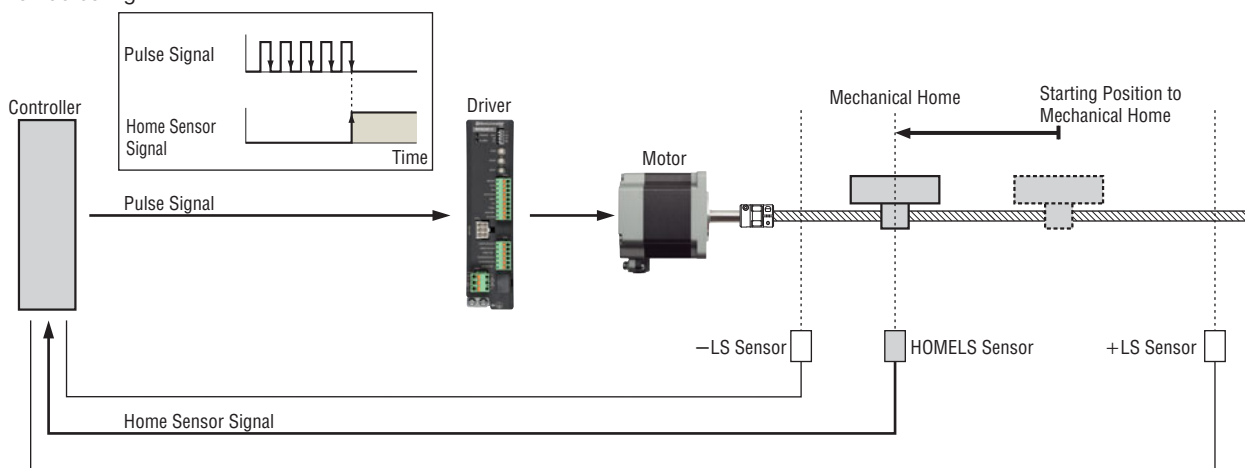 Pulse Signal
Home Sensor
Signal
Time
Controller
Driver
Motor
Mechanical Home
Starting Position to
Mechanical Home
Pulse Signal
−LS Sensor
HOMELS Sensor
+LS Sensor
Home Sensor Signal